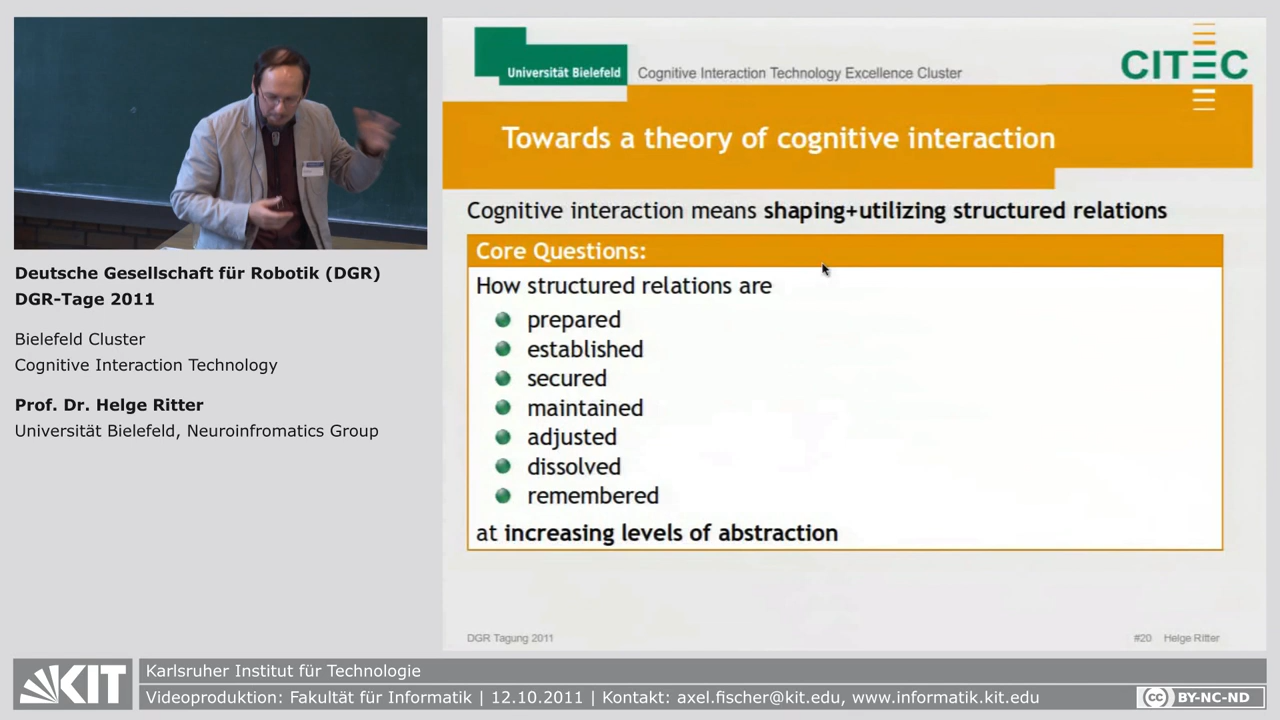 Universität Bielefeld
Cognitive Interaction Technology Excellence Cluster
CITEC
Towards a theory of cognitive interaction
Cognitive interaction means shaping+utilizing structured relations
Core Questions:
How structured relations are
prepared
established
secured
maintained
adjusted
dissolved
remembered
at increasing levels of abstraction
DGR Tagung 2011
#20 Helge Ritter
Deutsche Gesellschaft für Robotik (DGR)
DGR-Tage 2011
Bielefeld Cluster
Cognitive Interaction Technology
Prof. Dr. Helge Ritter
Universität Bielefeld, Neuroinfromatics Group
KIT
Karlsruher Institut für Technologie
Videoproduktion: Fakultät für Informatik | 12.10.2011 | Kontakt: axel.fischer@kit.edu, www.informatik.kit.edu
cc BY-NC-ND